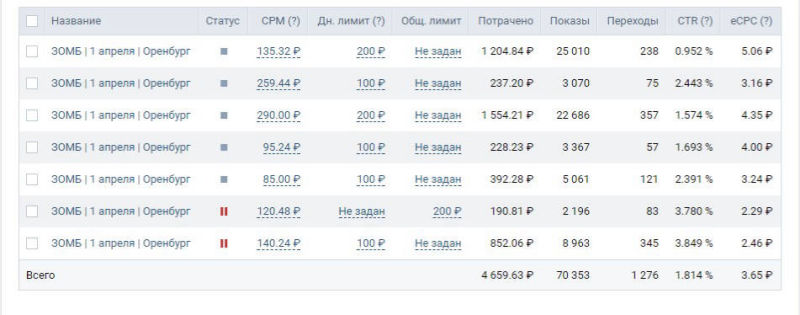 Название Статус CPM (?) Дн. лимит (?) Общ. лимит Потрачено Показы Переходы CTR (?) eCPC (?)
ЗОМБ | 1 апреля | Оренбург 135.32 ₽ 200 ₽ Не задан 1 204.84 ₽ 25 010 238 0.952 % 5.06 ₽
ЗОМБ | 1 апреля | Оренбург 259.44 ₽ 100 ₽ Не задан 237.20 ₽ 3 070 75 2.443 % 3.16 ₽
ЗОМБ | 1 апреля | Оренбург 290.00 ₽ 200 ₽ Не задан 1 554.21 ₽ 22 686 357 1.574 % 4.35 ₽
ЗОМБ | 1 апреля | Оренбург 95.24 ₽ 100 ₽ Не задан 228.23 ₽ 3 367 57 1.693 % 4.00 ₽
ЗОМБ | 1 апреля | Оренбург 85.00 ₽ 100 ₽ Не задан 392.28 ₽ 5 061 121 2.391 % 3.24 ₽
ЗОМБ | 1 апреля | Оренбург 120.48 ₽ Не задан 200 ₽ 190.81 ₽ 2 196 83 3.780 % 2.29 ₽
ЗОМБ | 1 апреля | Оренбург 140.24 ₽ 100 ₽ Не задан 852.06 ₽ 8 963 345 3.849 % 2.46 ₽
Всего 4 659.63 ₽ 70 353 1 276 1.814 % 3.65 ₽